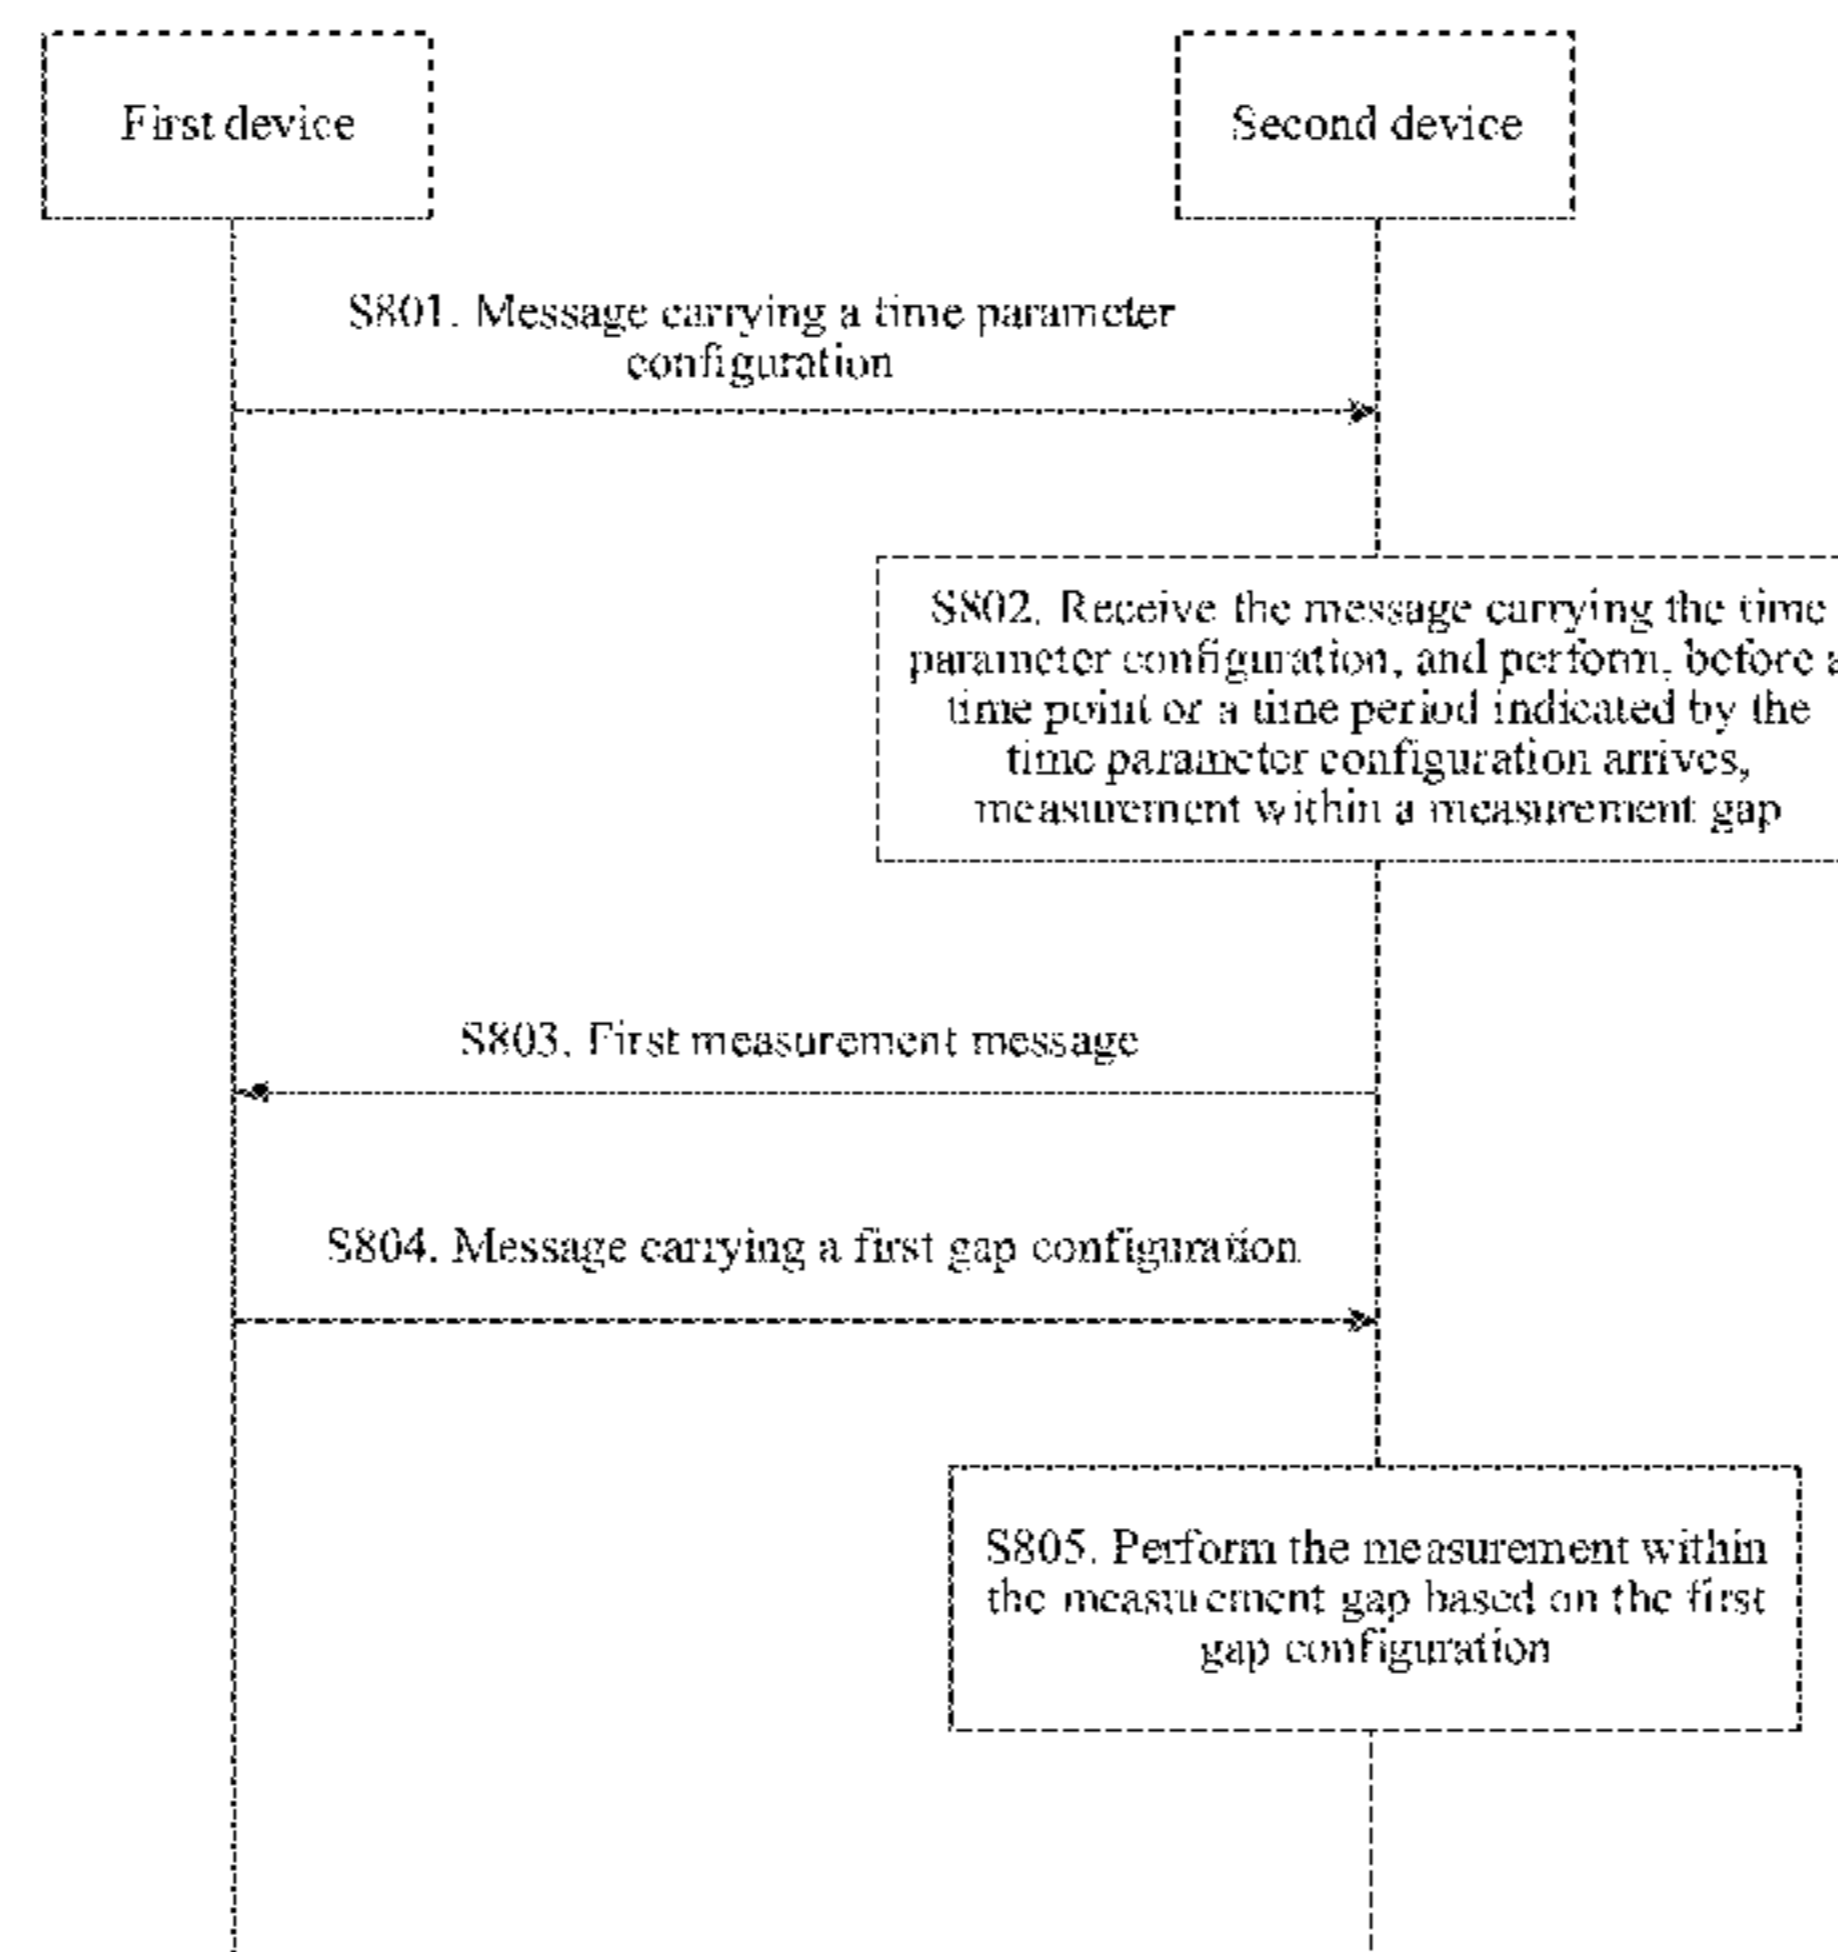 First device
Second device
S801. Message carrying a time parameter
configuration
S802. Receive the message carrying the time
parameter configuration, and perform, before a
time point or a time period indicated by the
time parameter configuration arrives,
measurement within a measurement gap
S803. First measurement message
S804. Message carrying a first gap configuration
S805. Perform the measurement within
the measurement gap based on the first
gap configuration